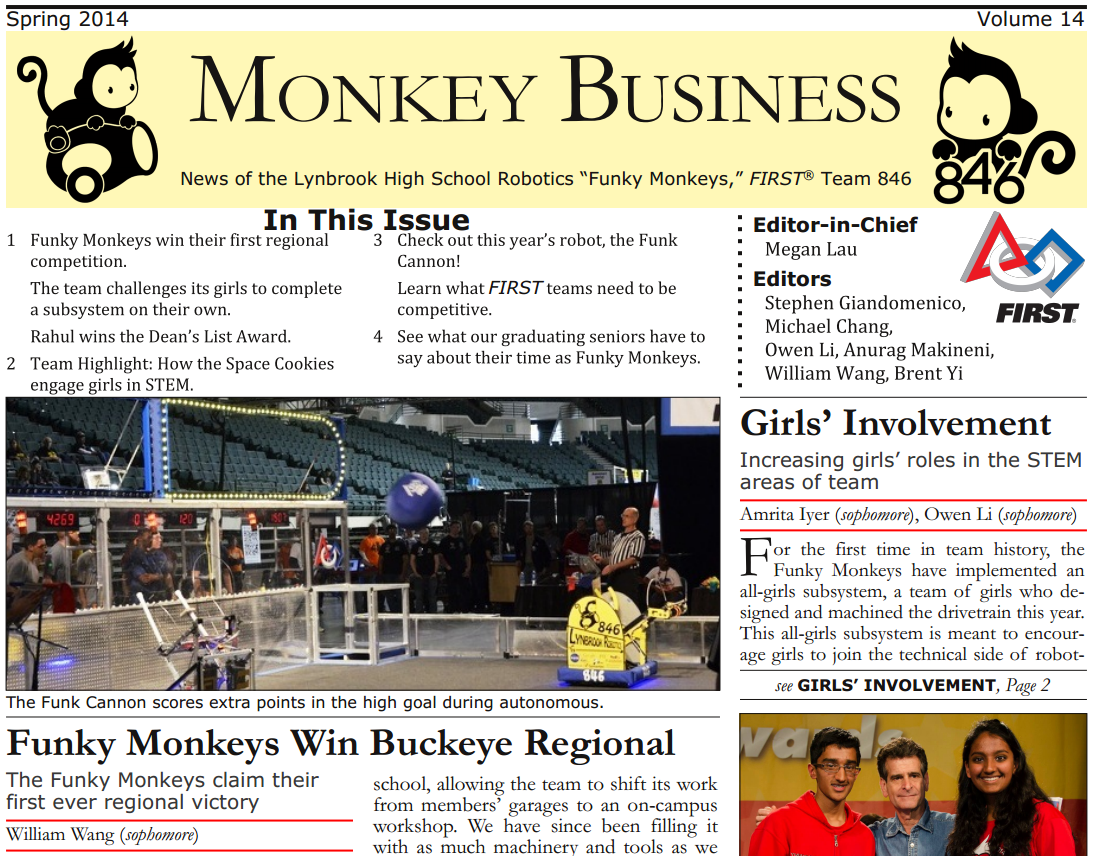 Spring 2014
Volume 14
MONKEY BUSINESS
News of the Lynbrook High School Robotics “Funky Monkeys,” FIRST® Team 846
846
In This Issue
1 Funky Monkeys win their first regional
competition.
The team challenges its girls to complete
a subsystem on their own.
Rahul wins the Dean’s List Award.
2 Team Highlight: How the Space Cookies
engage girls in STEM.
3 Check out this year’s robot, the Funk
Cannon!
Learn what FIRST teams need to be
competitive.
4 See what our graduating seniors have to
say about their time as Funky Monkeys.
Editor-in-Chief
Megan Lau
Editors
Stephen Giandomenico,
Michael Chang,
Owen Li, Anurag Makineni,
William Wang, Brent Yi
FIRST
4269
120
846
LYNBROOK ROBOTICS
846
The Funk Cannon scores extra points in the high goal during autonomous.
Girls’ Involvement
Increasing girls’ roles in the STEM
areas of team
Amrita Iyer (sophomore), Owen Li (sophomore)
For the first time in team history, the
Funky Monkeys have implemented an
all-girls subsystem, a team of girls who de-
signed and machined the drivetrain this year.
This all-girls subsystem is meant to encour-
age girls to join the technical side of robot-
see GIRLS’ INVOLVEMENT, Page 2
wards
Funky Monkeys Win Buckeye Regional
The Funky Monkeys claim their
first ever regional victory
William Wang (sophomore)
school, allowing the team to shift its work
from members’ garages to an on-campus
workshop. We have since been filling it
with as much machinery and tools as we